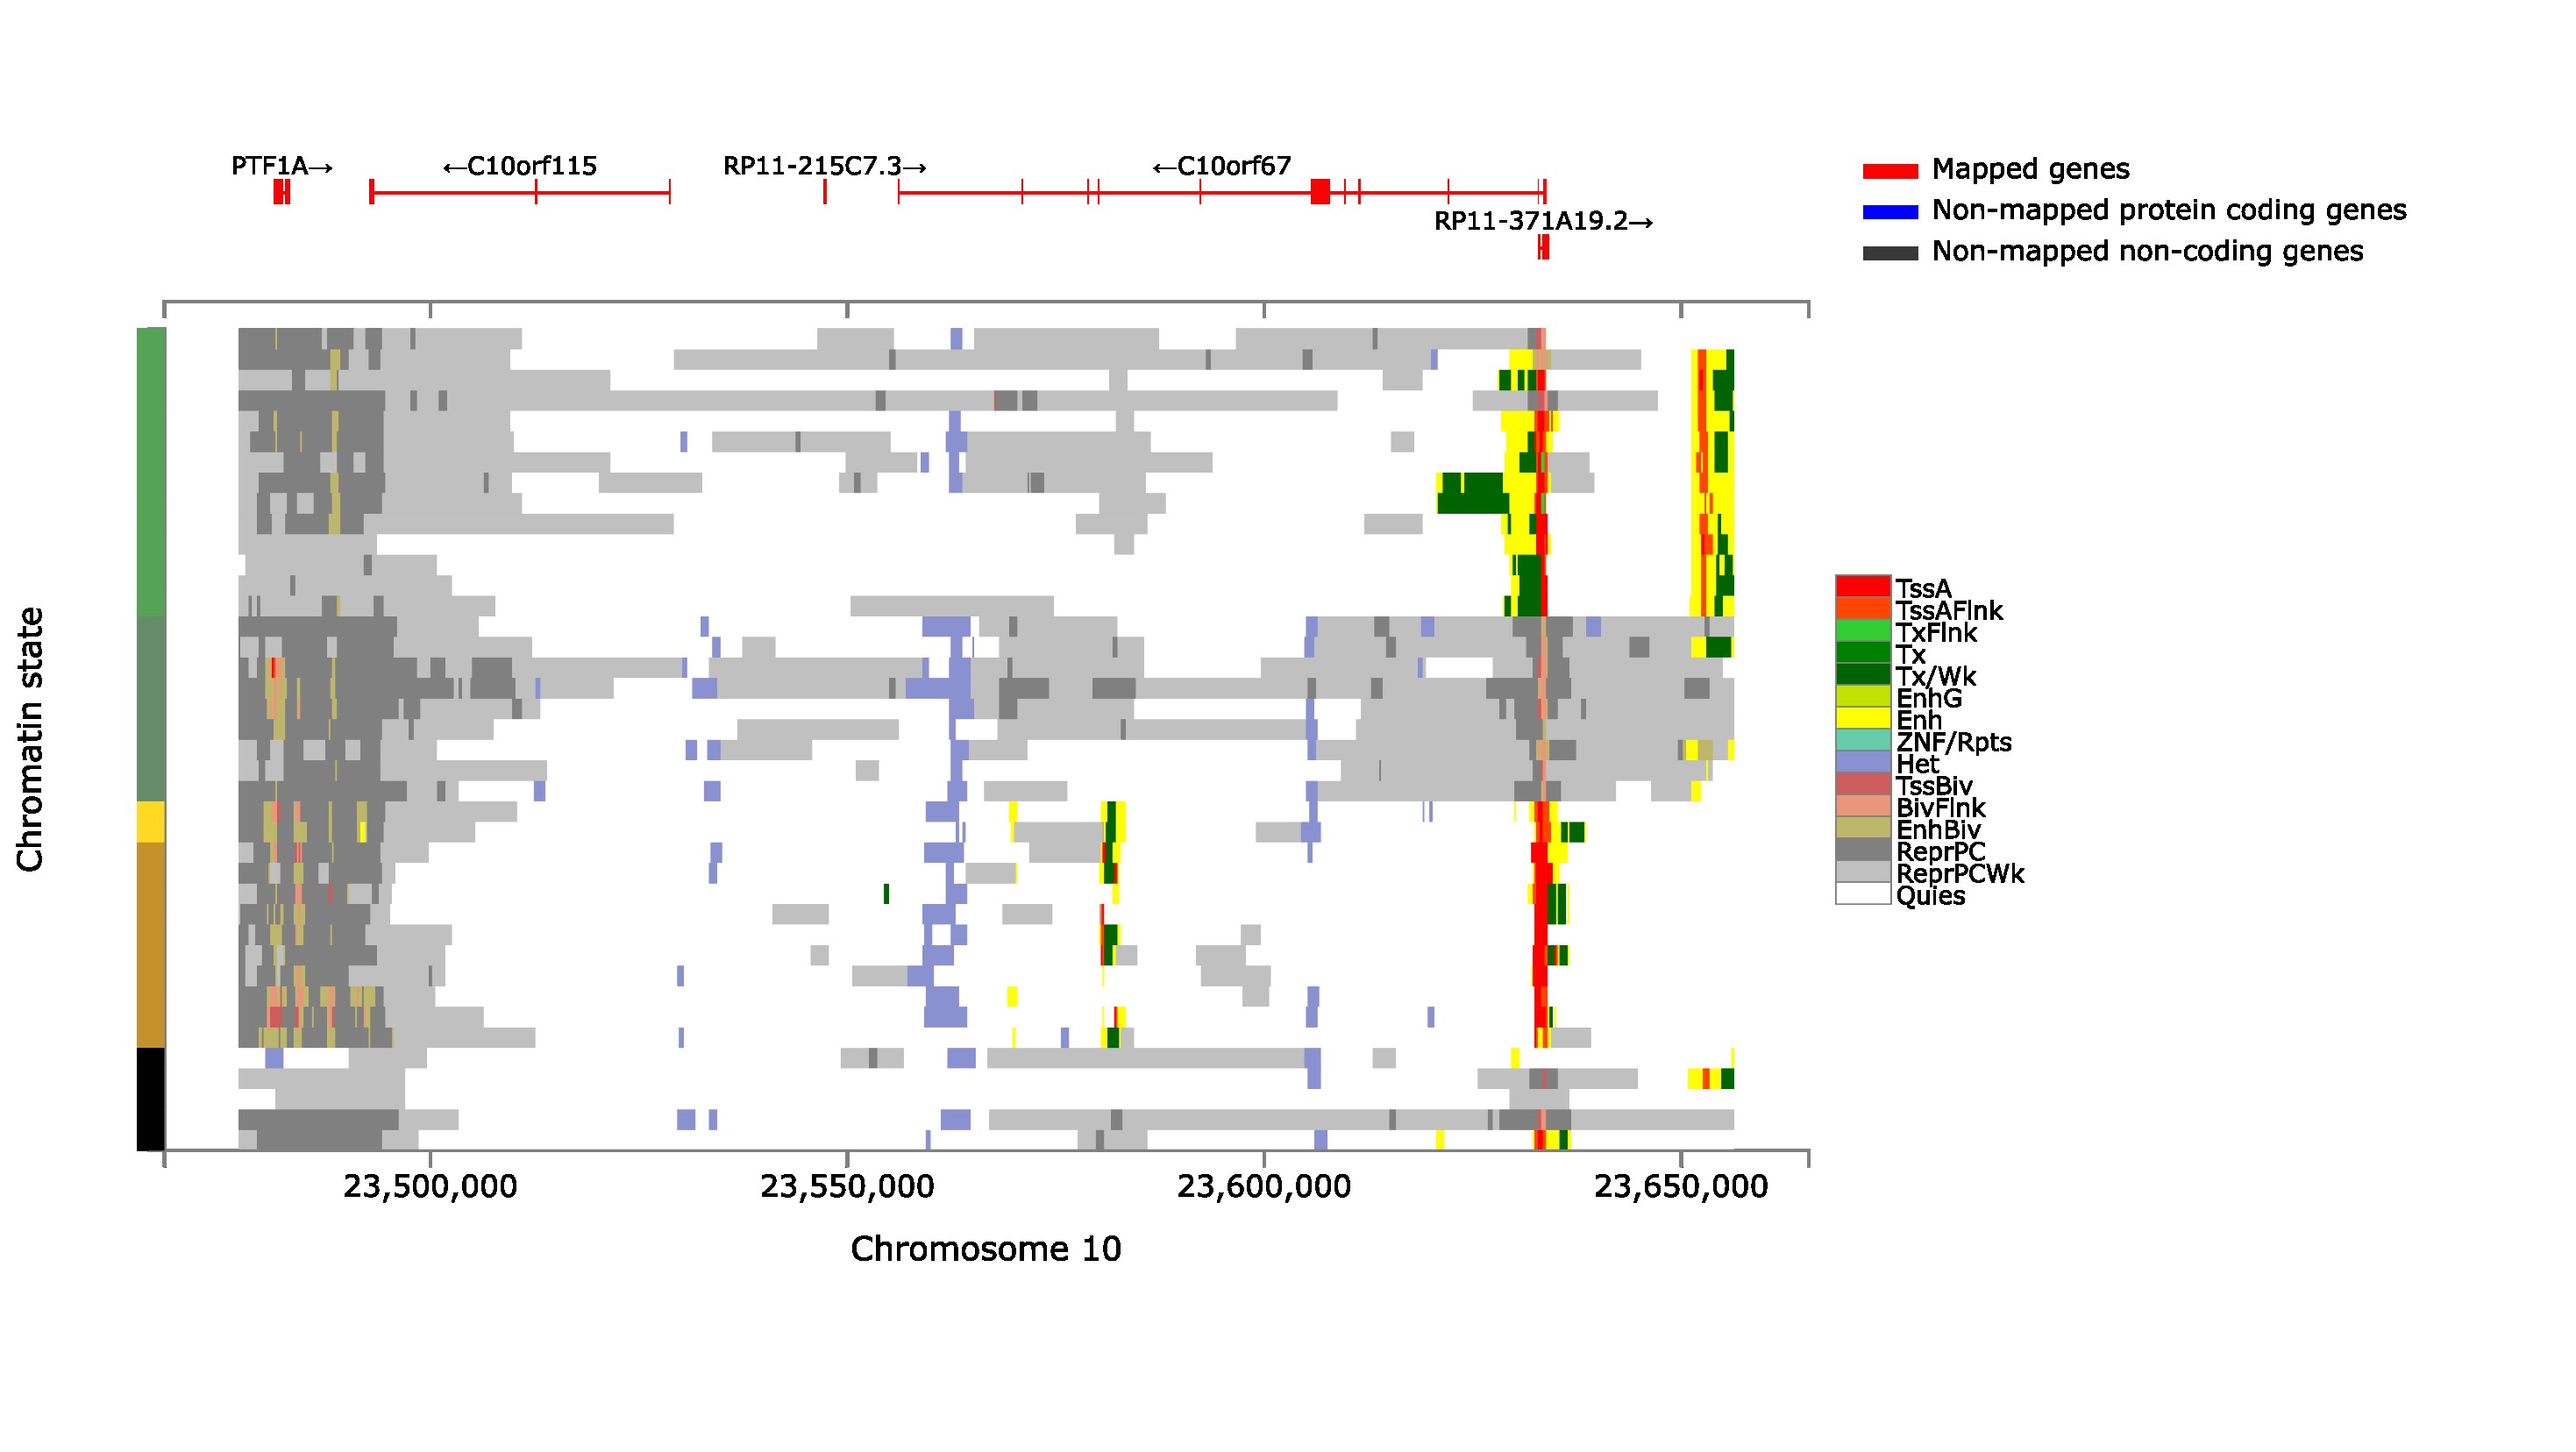 PTF1A→
←C10orf115
RP11-215C7.3→
←C10orf67
RP11-371A19.2→
Mapped genes
Non-mapped protein coding genes
Non-mapped non-coding genes
Chromatin state
TssA
TssAFlnk
TxFlnk
Tx
Tx/Wk
EnhG
Enh
ZNF/Rpts
Het
TssBiv
BivFlnk
EnhBiv
ReprPC
ReprPCWk
Quies
23,500,000
23,550,000
23,600,000
23,650,000
Chromosome 10